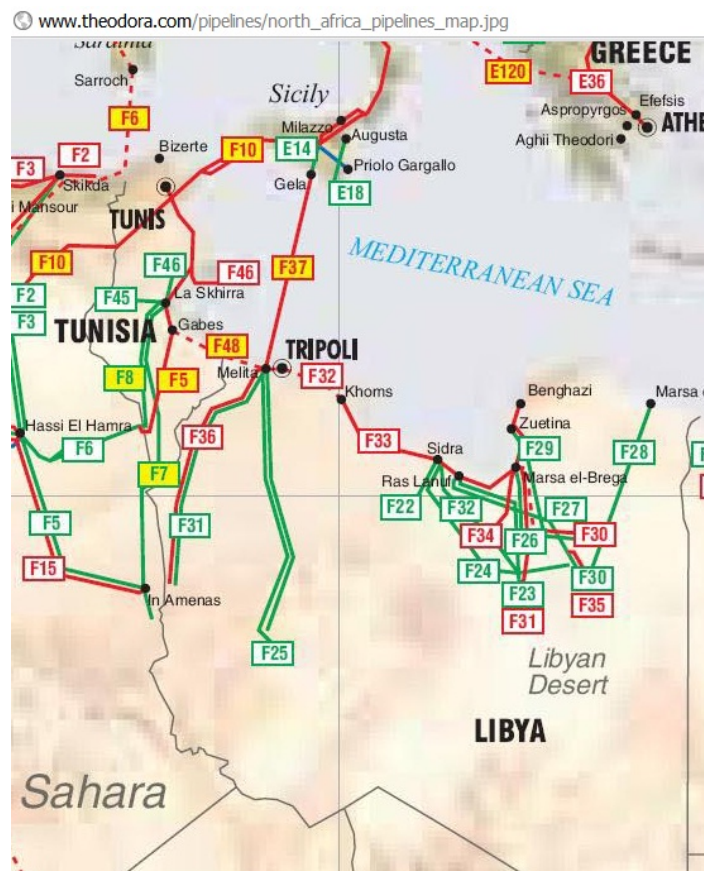 www.theodora.com/pipelines/north_africa_pipelines_map.jpg
Sardinia
GREECE
E120
E36
Sarroch
Sicily
Efefsis
Aspropyrgos
F6
Milazzo
ATHE
Bizerte
Augusta
Aghii Theodori
F10
E14
F2
F3
Priolo Gargallo
Skikda
Gela
E18
i Mansour
TUNIS
MEDITERRANEAN SEA
F10
F46
F46
F37
F2
F45
La Skhirra
F3
TUNISIA
Gabes
F48
TRIPOLI
Melita
F32
F8
F5
Khoms
Benghazi
Marsa
Zuetina
Hassi El Hamra
F36
F33
F6
F29
F28
Sidra
F7
Ras Lanuf
Marsa el-Brega
F22
F32
F27
F5
F31
F34
F26
F30
F15
F24
F30
F23
In Amenas
F35
F31
F25
Libyan
Desert
LIBYA
Sahara